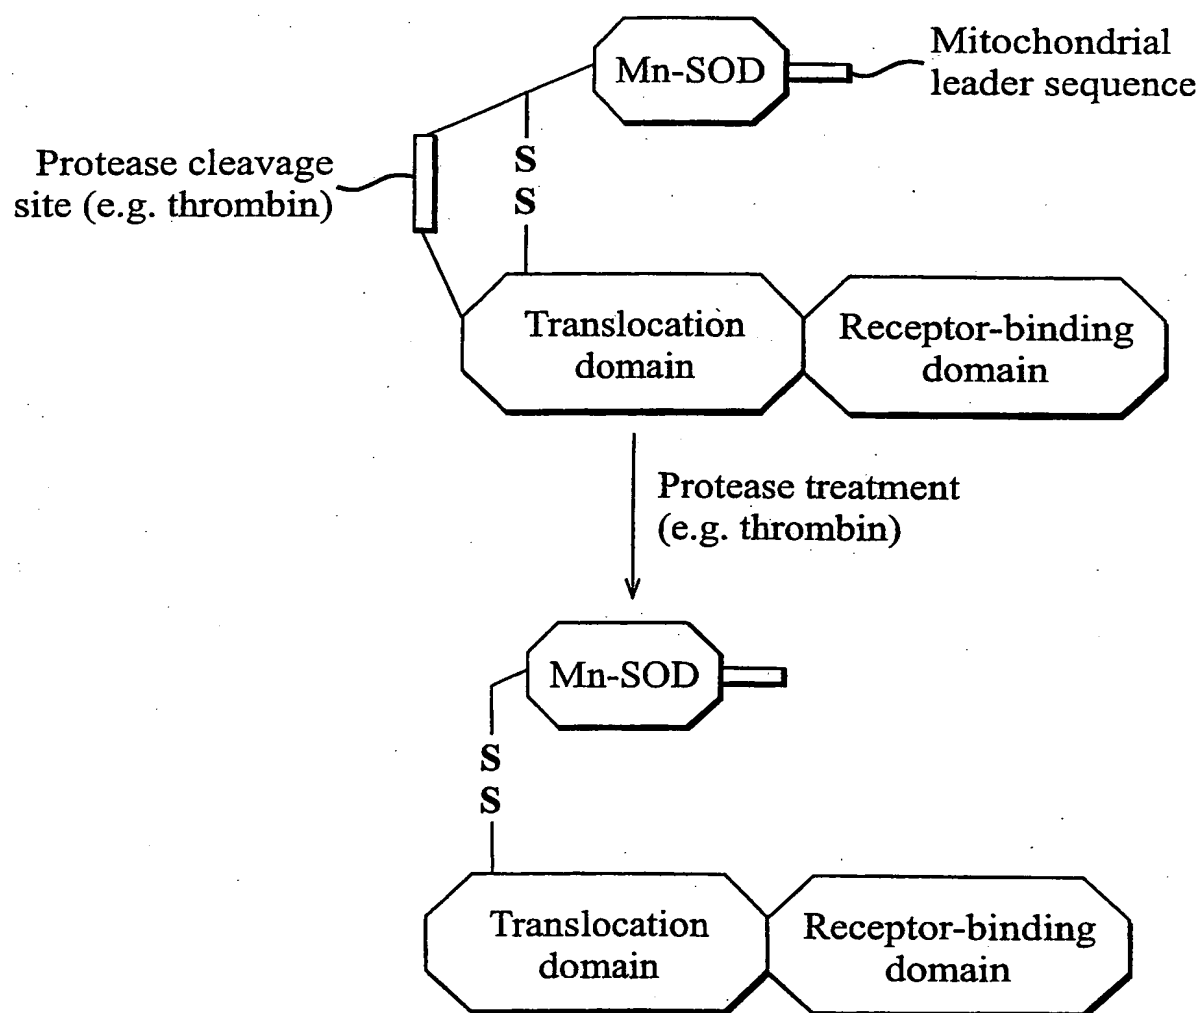 Mn-SOD
Mitochondrial
leader sequence
Protease cleavage
site (e.g. thrombin)
S
S
Translocation
domain
Receptor-binding
domain
Protease treatment
(e.g. thrombin)
Mn-SOD
S
S
Translocation
domain
Receptor-binding
domain